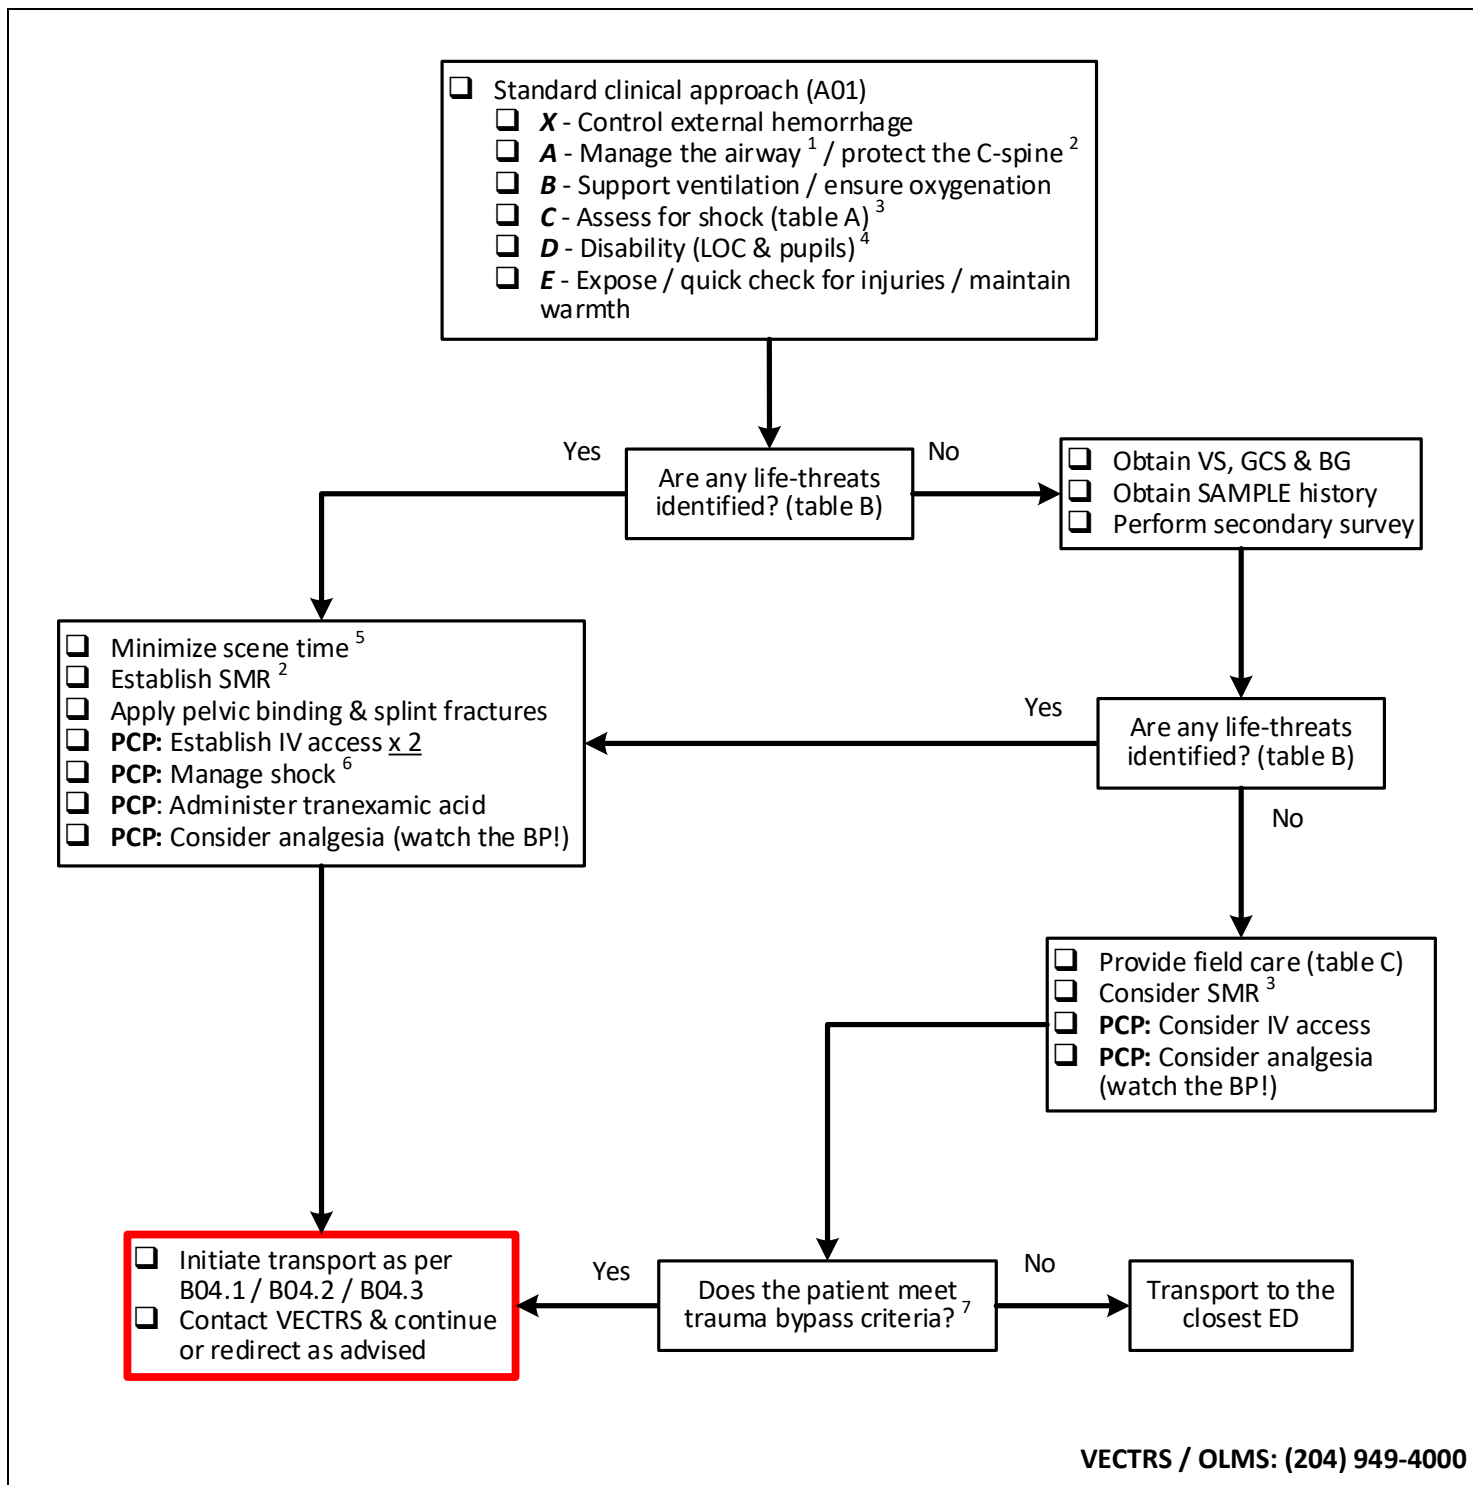 ❑ Standard clinical approach (A01)
❑ X - Control external hemorrhage
❑ A - Manage the airway 1 / protect the C-spine 2
❑ B - Support ventilation / ensure oxygenation
❑ C - Assess for shock (table A) 3
❑ D - Disability (LOC & pupils) 4
❑ E - Expose / quick check for injuries / maintain
warmth
Yes
Are any life-threats
identified? (table B)
No
❑ Obtain VS, GCS & BG
❑ Obtain SAMPLE history
❑ Perform secondary survey
❑ Minimize scene time 5
❑ Establish SMR 2
❑ Apply pelvic binding & splint fractures
❑ PCP: Establish IV access x 2
❑ PCP: Manage shock 6
❑ PCP: Administer tranexamic acid
❑ PCP: Consider analgesia (watch the BP!)
Yes
Are any life-threats
identified? (table B)
No
❑ Provide field care (table C)
❑ Consider SMR 3
❑ PCP: Consider IV access
❑ PCP: Consider analgesia
(watch the BP!)
❑ Initiate transport as per
B04.1 / B04.2 / B04.3
❑ Contact VECTRS & continue
or redirect as advised
Yes
Does the patient meet
trauma bypass criteria? 7
No
Transport to the
closest ED
VECTRS / OLMS: (204) 949-4000